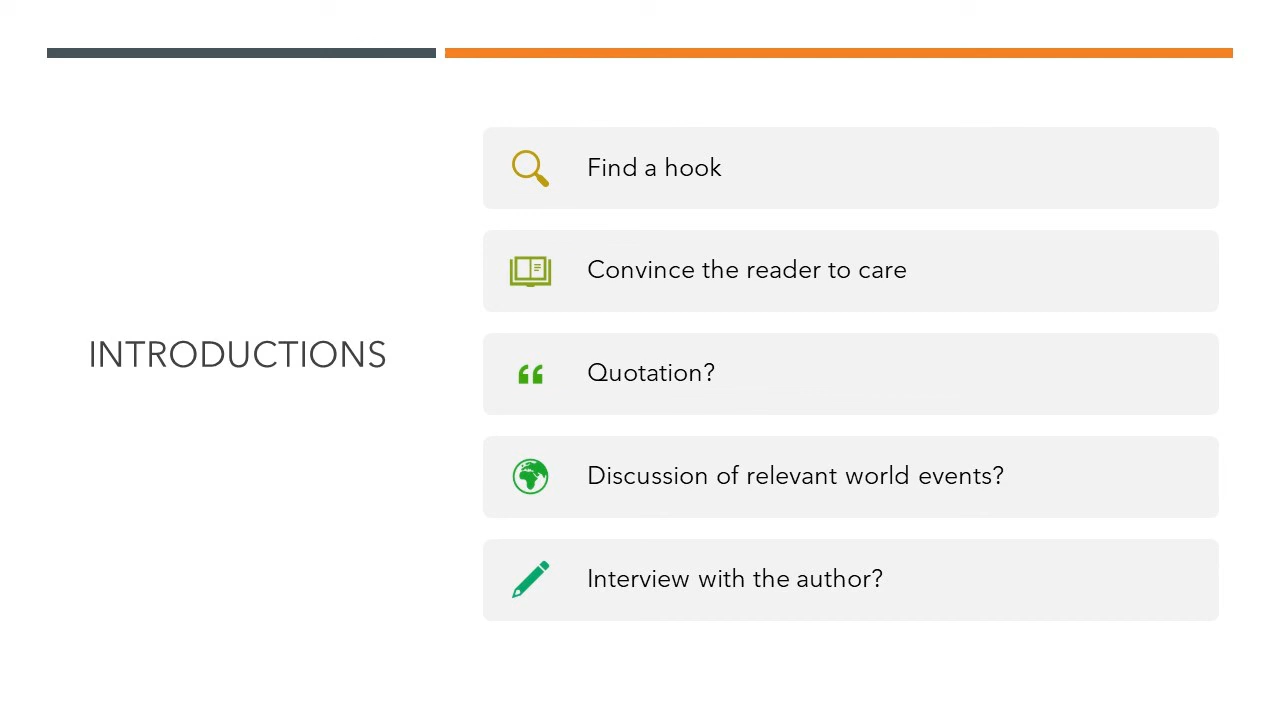 INTRODUCTIONS
Find a hook
Convince the reader to care
Quotation?
Discussion of relevant world events?
Interview with the author?